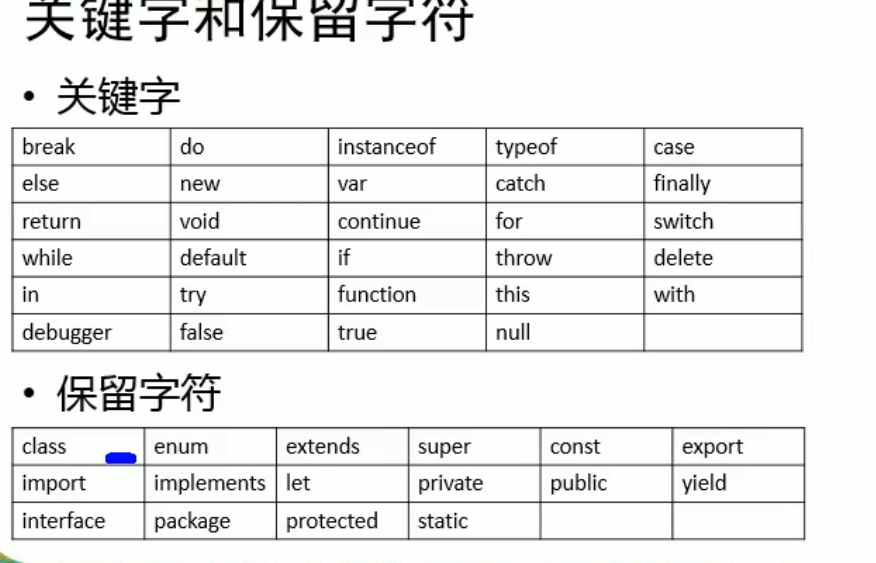 关键字和保留字符
• 关键字
break do instanceof typeof case
else new var catch finally
return void continue for switch
while default if throw delete
in try function this with
debugger false true null
• 保留字符
class enum extends super const export
import implements let private public yield
interface package protected static